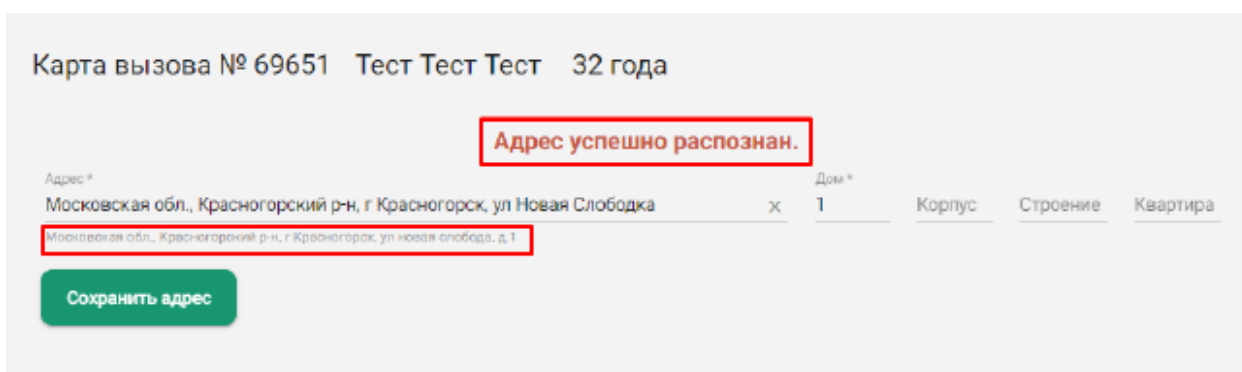 Карта вызова № 69651 Тест Тест Тест 32 года
Адрес успешно распознан.
Адрес * Дом *
Московская обл., Красногорский р-н, г Красногорск, ул Новая Слободка × 1 Корпус Строение Квартира
Московская обл., Красногорский р-н, г Красногорск, ул новая слобода, д 1
Сохранить адрес